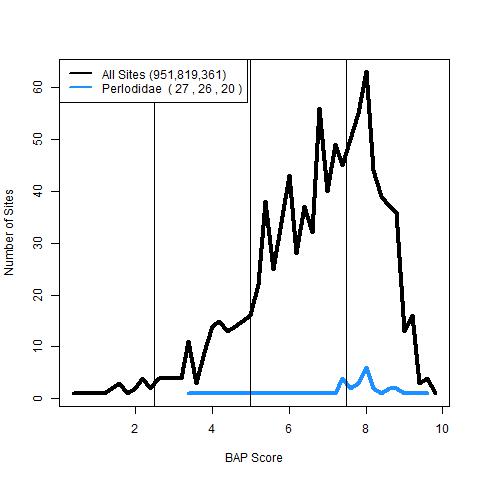 All Sites (951,819,361)
Perlodidae ( 27 , 26 , 20 )
60
50
40
30
20
10
0
Number of Sites
2 4 6 8 10
BAP Score